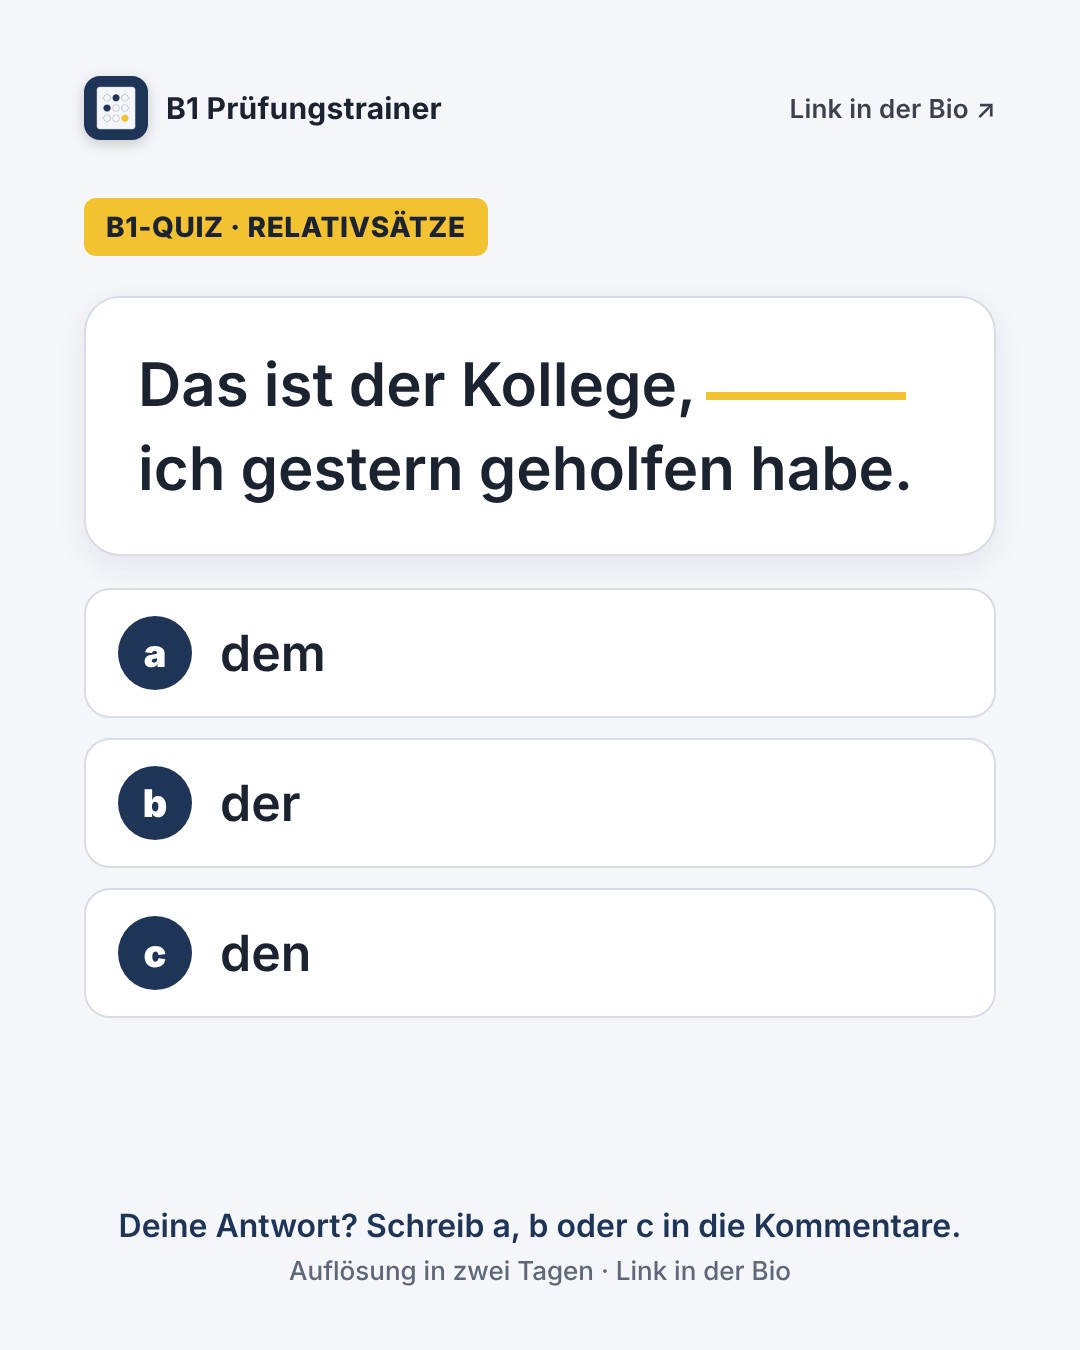 B1 Prüfungstrainer
Link in der Bio ↗
B1-QUIZ · RELATIVSÄTZE
Das ist der Kollege, ______
ich gestern geholfen habe.
a dem
b der
c den
Deine Antwort? Schreib a, b oder c in die Kommentare.
Auflösung in zwei Tagen · Link in der Bio